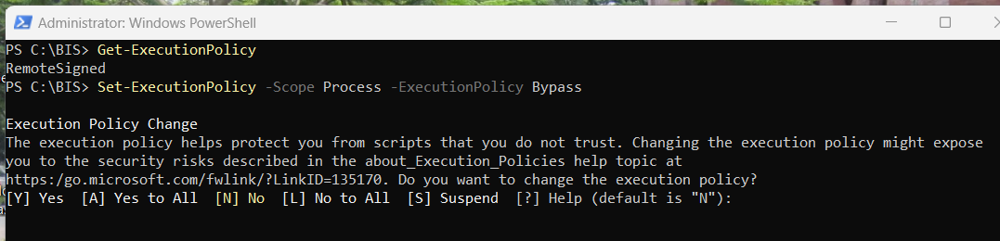 Administrator: Windows PowerShell
PS C:\BIS> Get-ExecutionPolicy
RemoteSigned
PS C:\BIS> Set-ExecutionPolicy -Scope Process -ExecutionPolicy Bypass
Execution Policy Change
The execution policy helps protect you from scripts that you do not trust. Changing the execution policy might expose
you to the security risks described in the about_Execution_Policies help topic at
https:/go.microsoft.com/fwlink/?LinkID=135170. Do you want to change the execution policy?
[Y] Yes  [A] Yes to All  [N] No  [L] No to All  [S] Suspend  [?] Help (default is "N"):